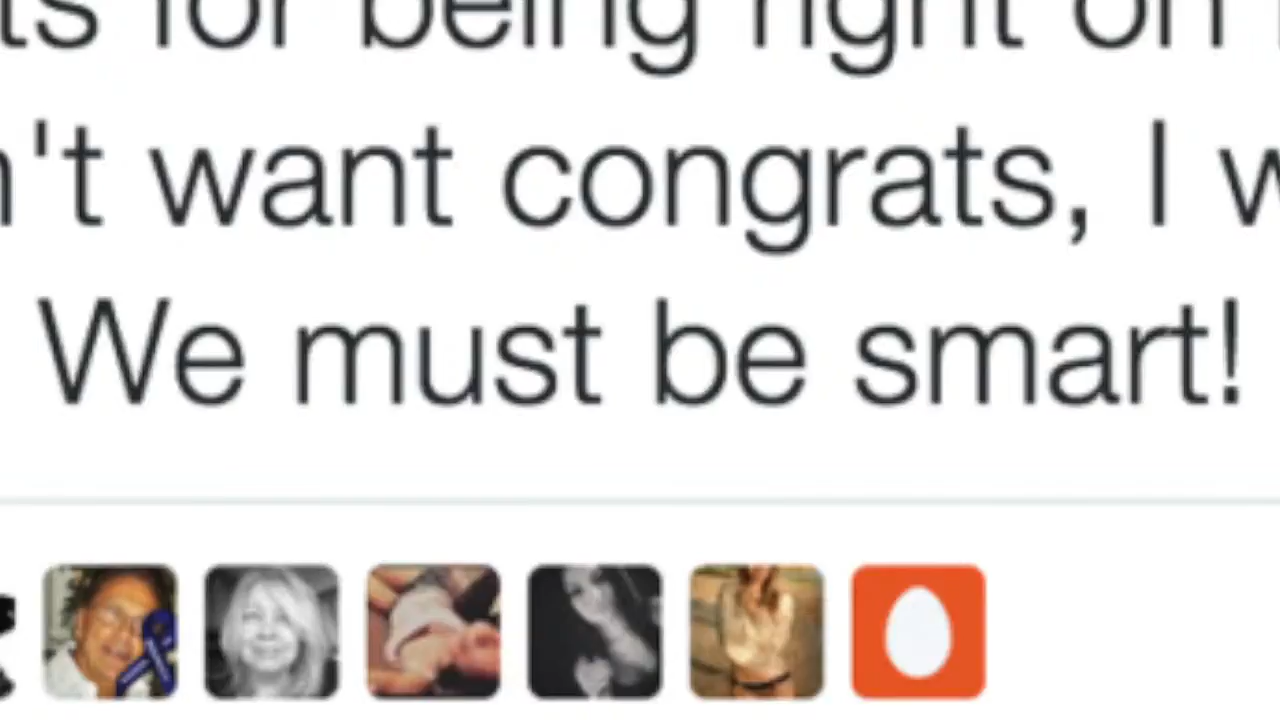 ts for being right on
n't want congrats, I w
We must be smart!